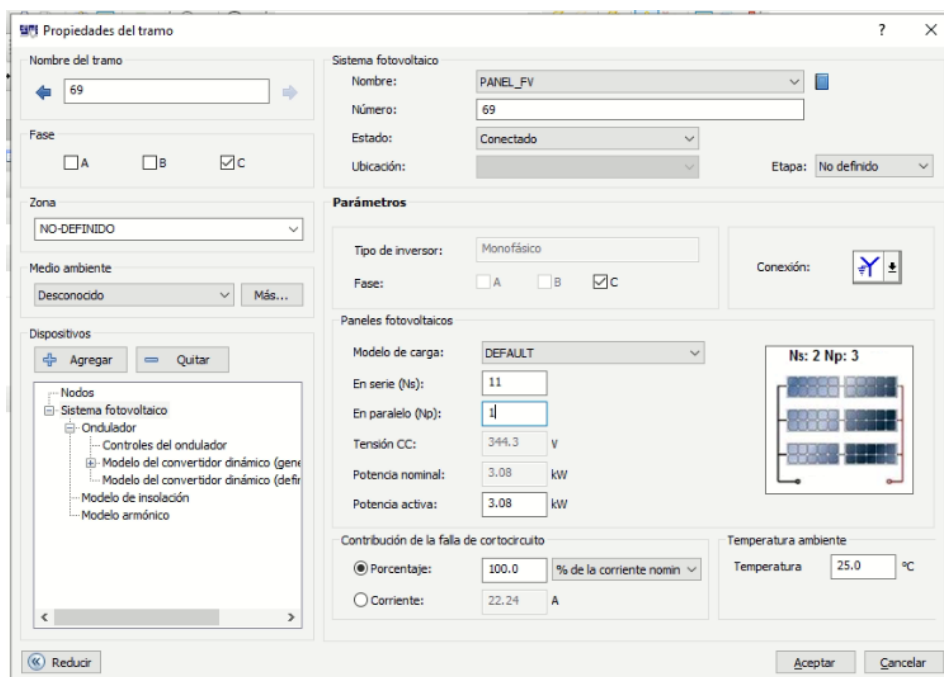 Propiedades del tramo
? ×
Nombre del tramo
69
Fase
A B C
Zona
NO-DEFINIDO
Medio ambiente
Desconocido Más...
Dispositivos
Agregar Quitar
Nodos
Sistema fotovoltaico
Ondulador
Controles del ondulador
Modelo del convertidor dinámico (gene
Modelo del convertidor dinámico (defir
Modelo de insolación
Modelo armónico
Reducir
Sistema fotovoltaico
Nombre: PANEL_FV
Número: 69
Estado: Conectado
Ubicación: Etapa: No definido
Parámetros
Tipo de inversor: Monofásico
Fase: A B C
Conexión:
Paneles fotovoltaicos
Modelo de carga: DEFAULT
En serie (Ns): 11
En paralelo (Np): 1
Tensión CC: 344.3 V
Potencia nominal: 3.08 kW
Potencia activa: 3.08 kW
Ns: 2 Np: 3
Contribución de la falla de cortocircuito
Porcentaje: 100.0 % de la corriente nomin
Corriente: 22.24 A
Temperatura ambiente
Temperatura 25.0 ºC
Aceptar Cancelar